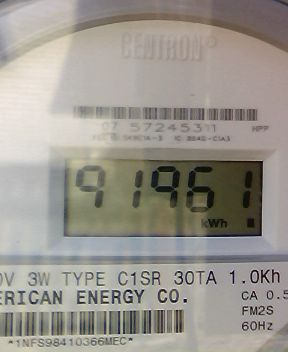 CENTRON®
07 57245311 HPP
91961
kWh
0V 3W TYPE C1SR 30TA 1.0Kh
ERICAN ENERGY CO. CA 0.5
FM2S
60Hz
*1NFS98410366MEC*